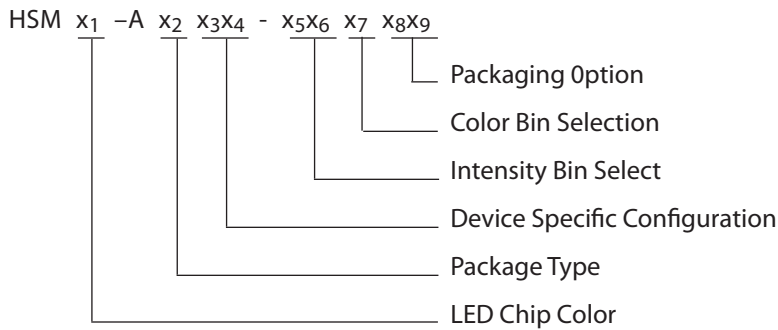 HSM x1 –A x2 x3x4 - x5x6 x7 x8x9
Packaging 0ption
Color Bin Selection
Intensity Bin Select
Device Specific Configuration
Package Type
LED Chip Color